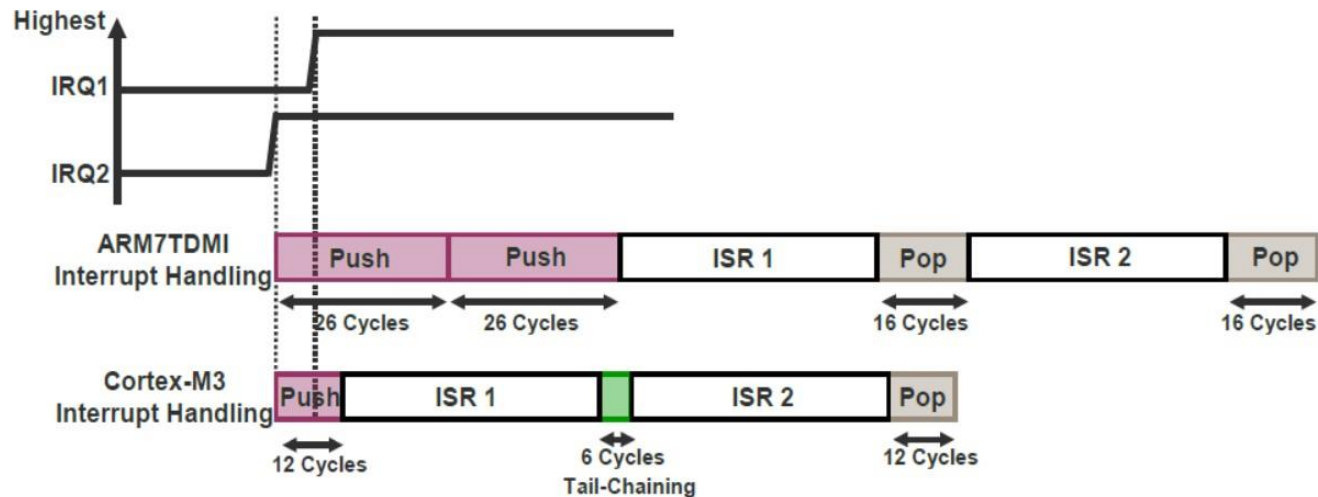 Highest
IRQ1
IRQ2
ARM7TDMI
Interrupt Handling
Push Push ISR 1 Pop ISR 2 Pop
26 Cycles 26 Cycles 16 Cycles 16 Cycles
Cortex-M3
Interrupt Handling
Push ISR 1 ISR 2 Pop
12 Cycles 6 Cycles 12 Cycles
Tail-Chaining